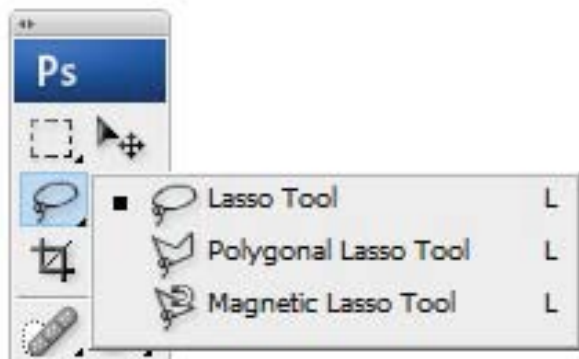 Ps
Lasso Tool L
Polygonal Lasso Tool L
Magnetic Lasso Tool L